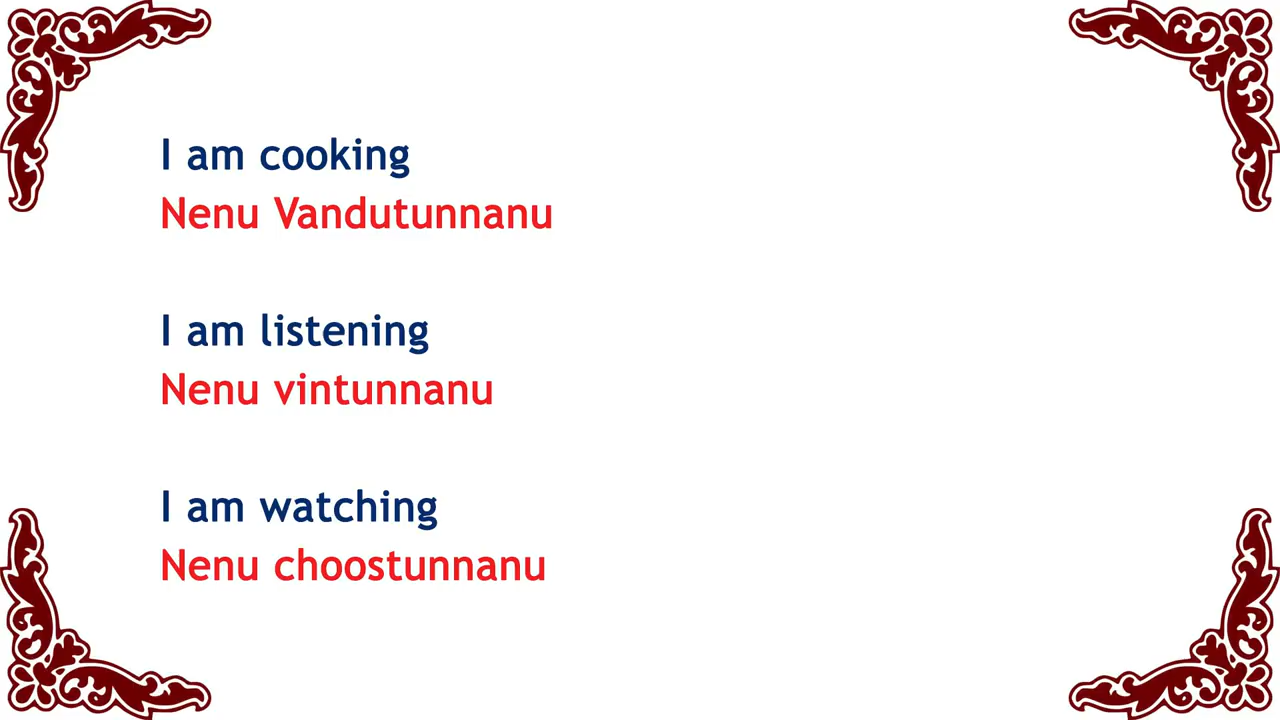 I am cooking
Nenu Vandutunnanu
I am listening
Nenu vintunnanu
I am watching
Nenu choostunnanu